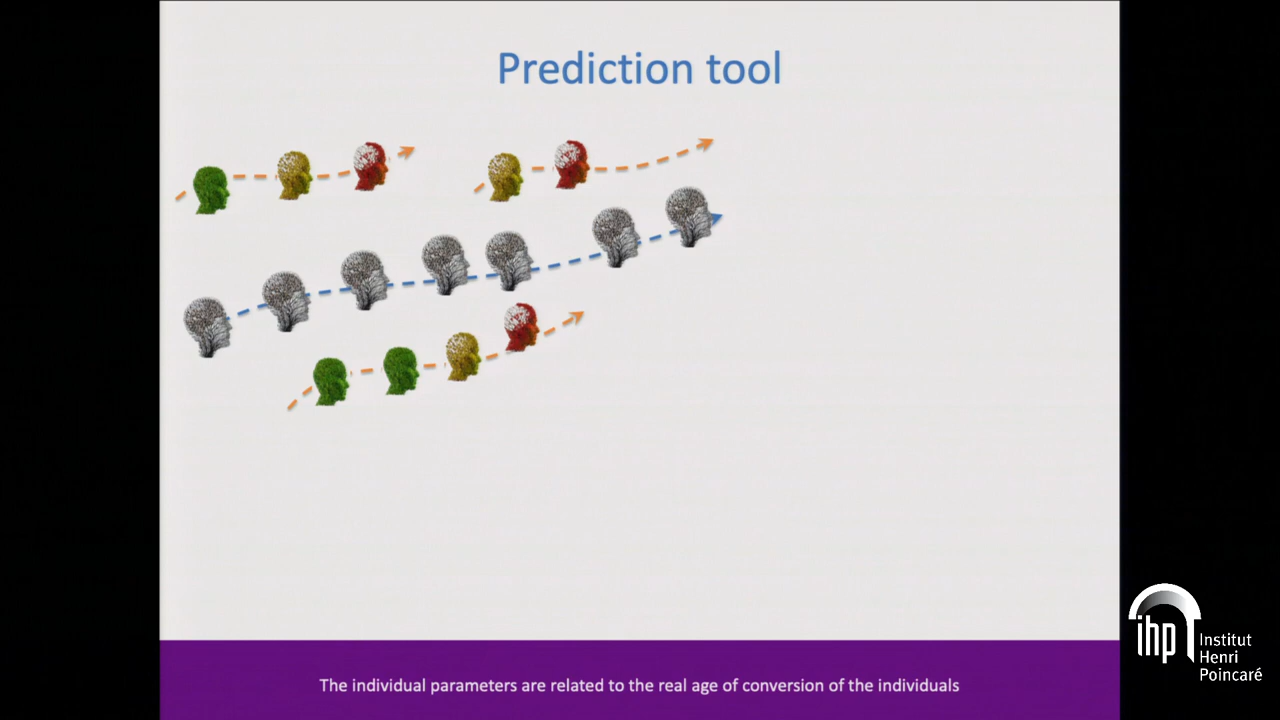 Prediction tool
The individual parameters are related to the real age of conversion of the individuals
ihp
Institut
Henri
Poincaré